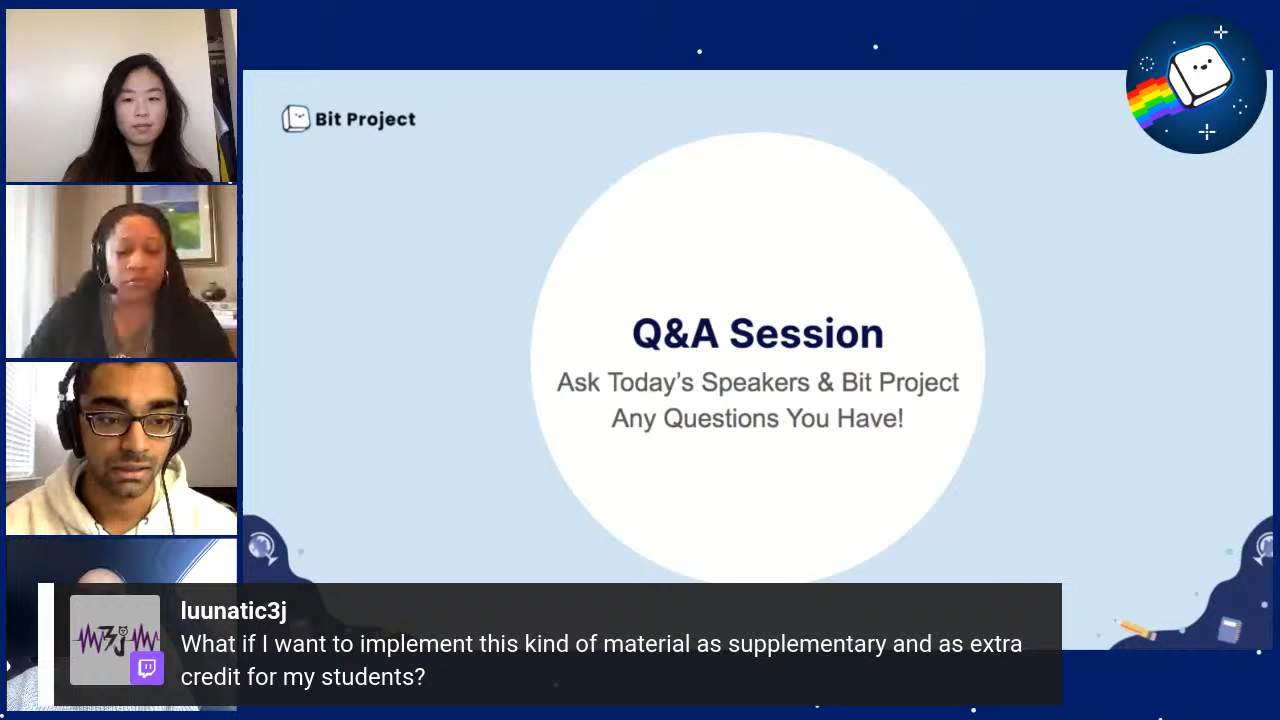 Bit Project
Q&A Session
Ask Today's Speakers & Bit Project
Any Questions You Have!
3j
luunatic3j
What if I want to implement this kind of material as supplementary and as extra
credit for my students?